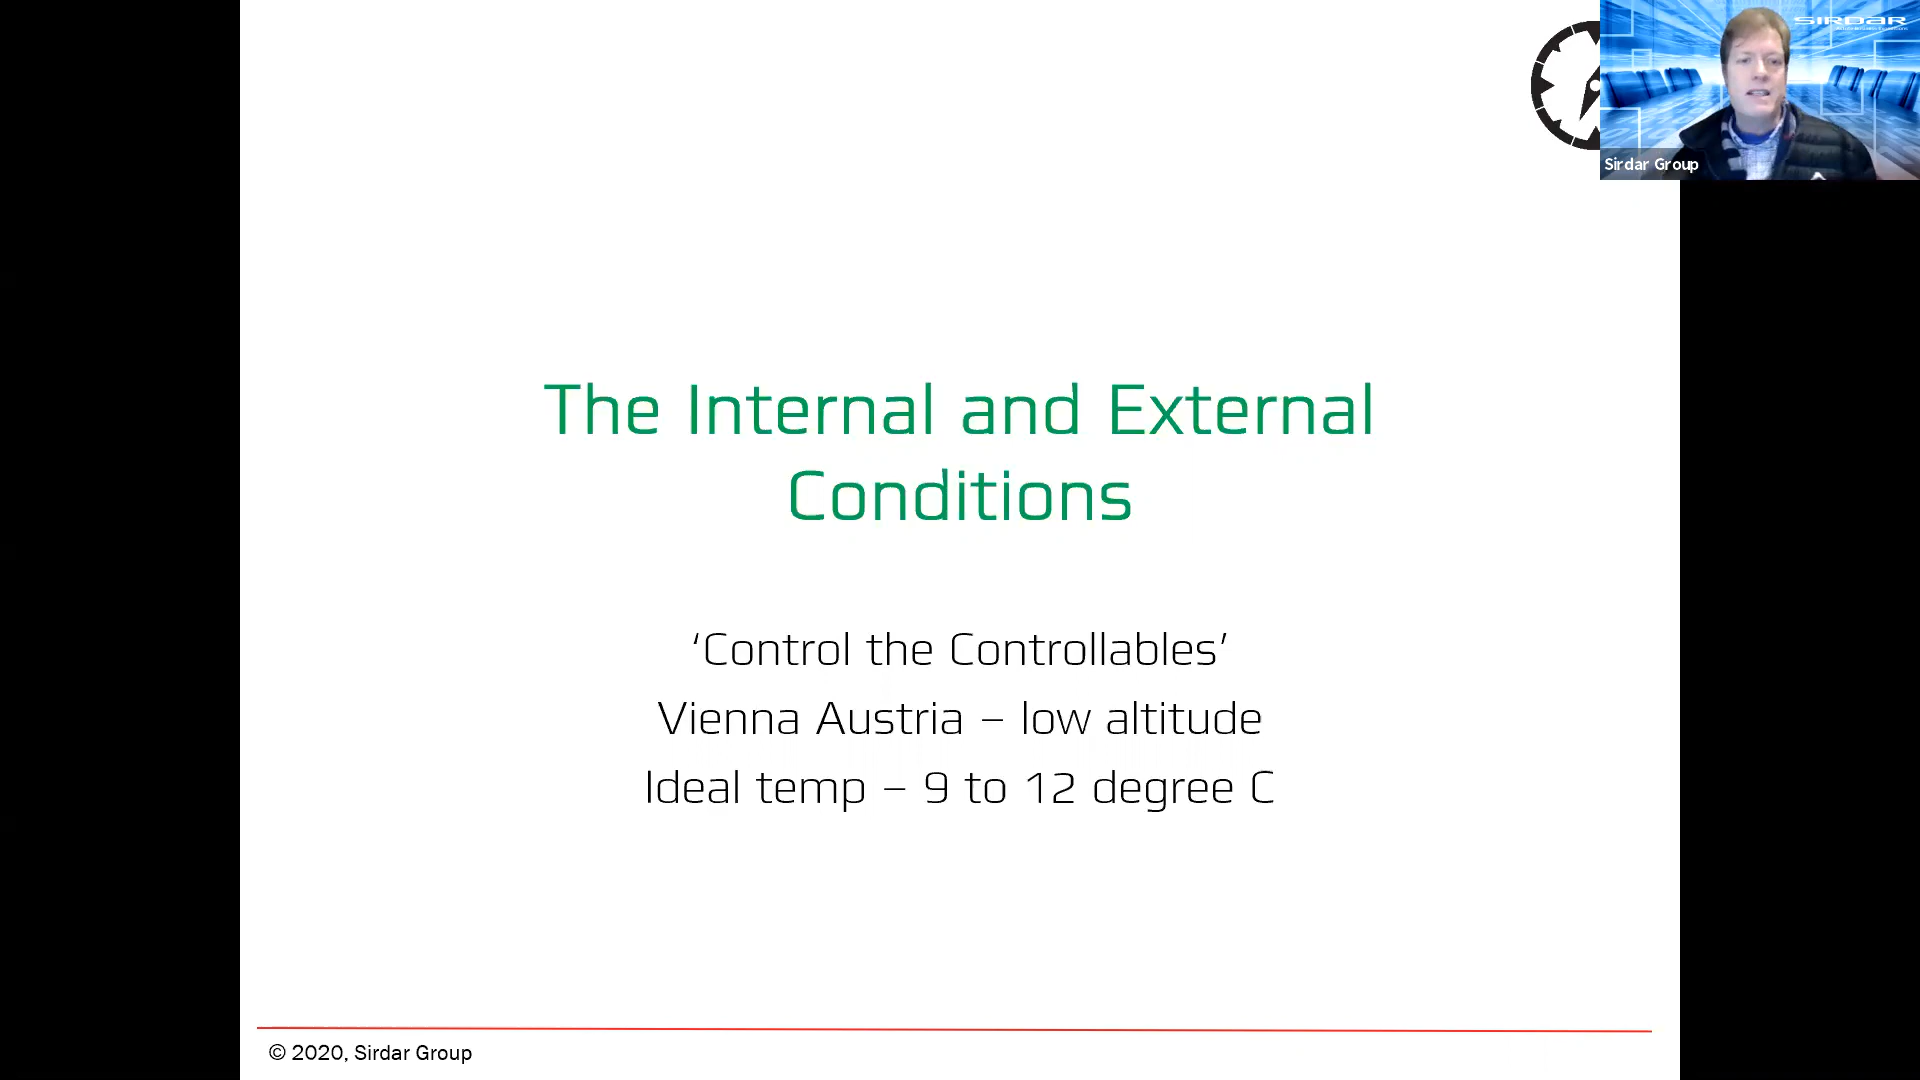 SIRDAR
Sirdar Group
The Internal and External
Conditions
‘Control the Controllables’
Vienna Austria – low altitude
Ideal temp – 9 to 12 degree C
© 2020, Sirdar Group